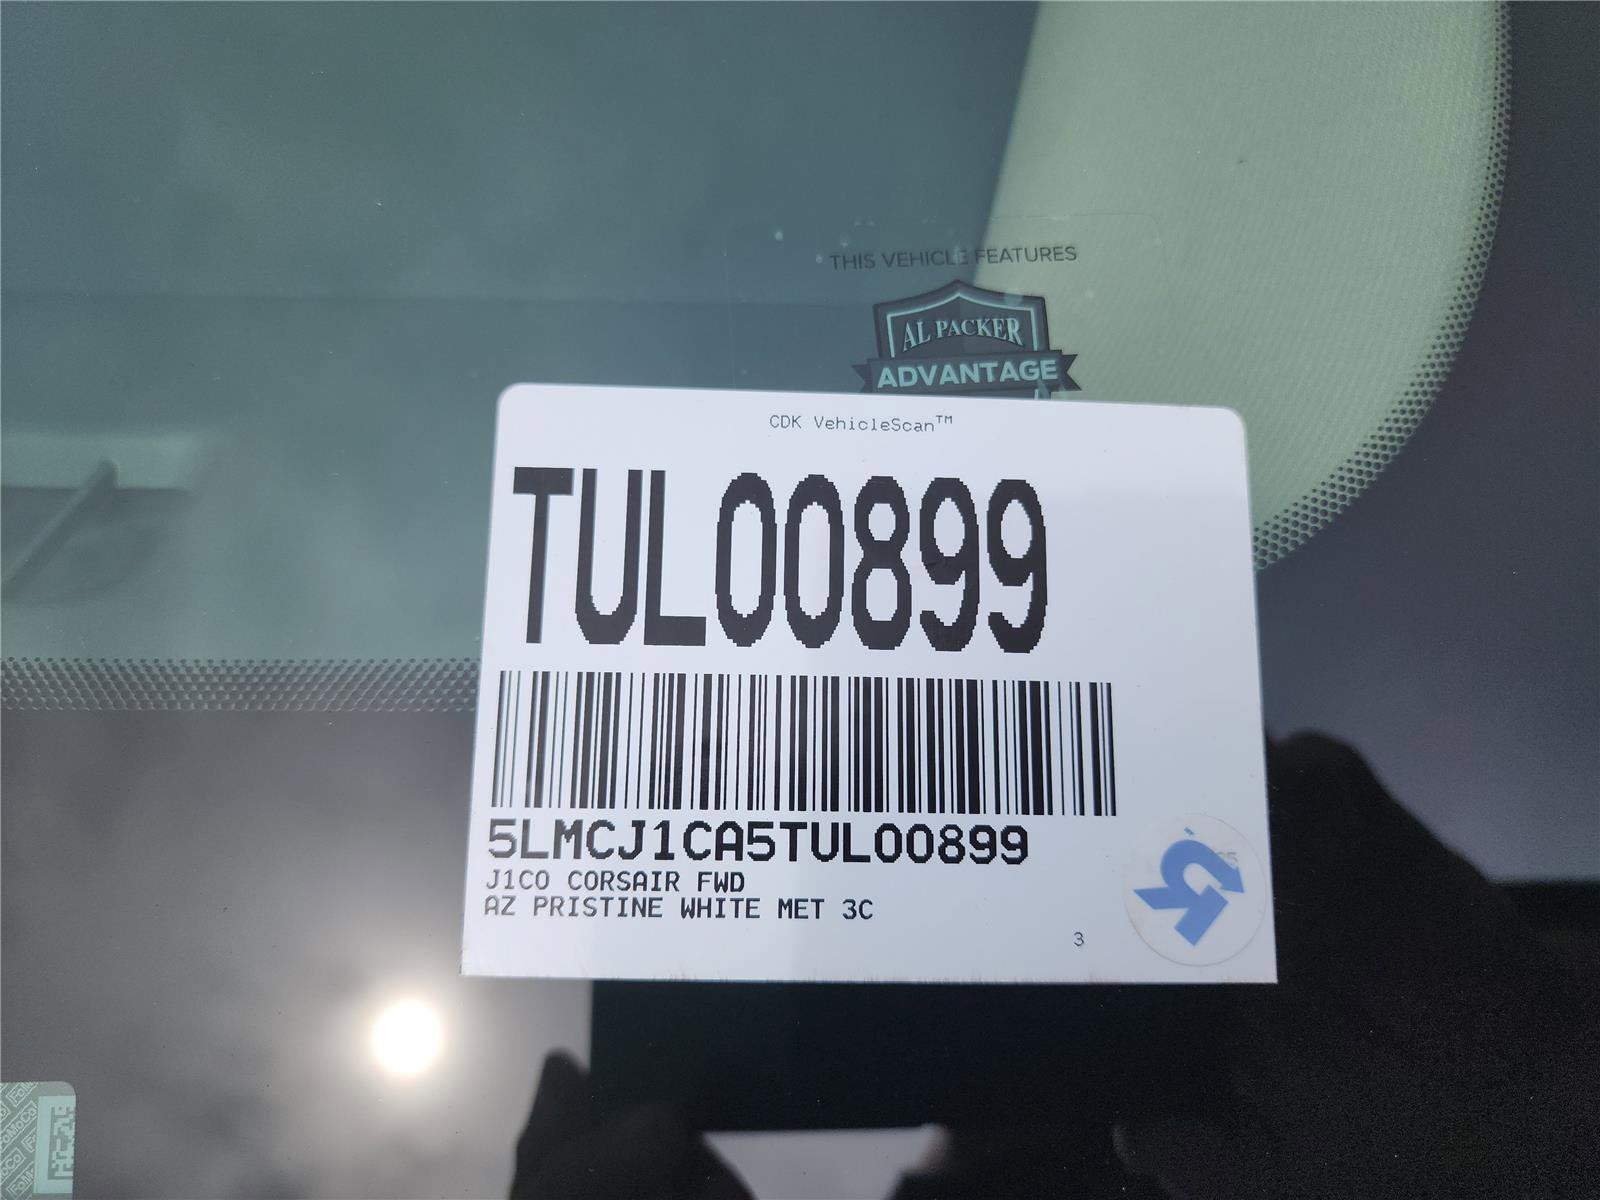 THIS VEHICLE FEATURES
AL PACKER
ADVANTAGE
CDK VehicleScan™
TUL00899
5LMCJ1CA5TUL00899
J1C0 CORSAIR FWD
AZ PRISTINE WHITE MET 3C
3
FoMoCo